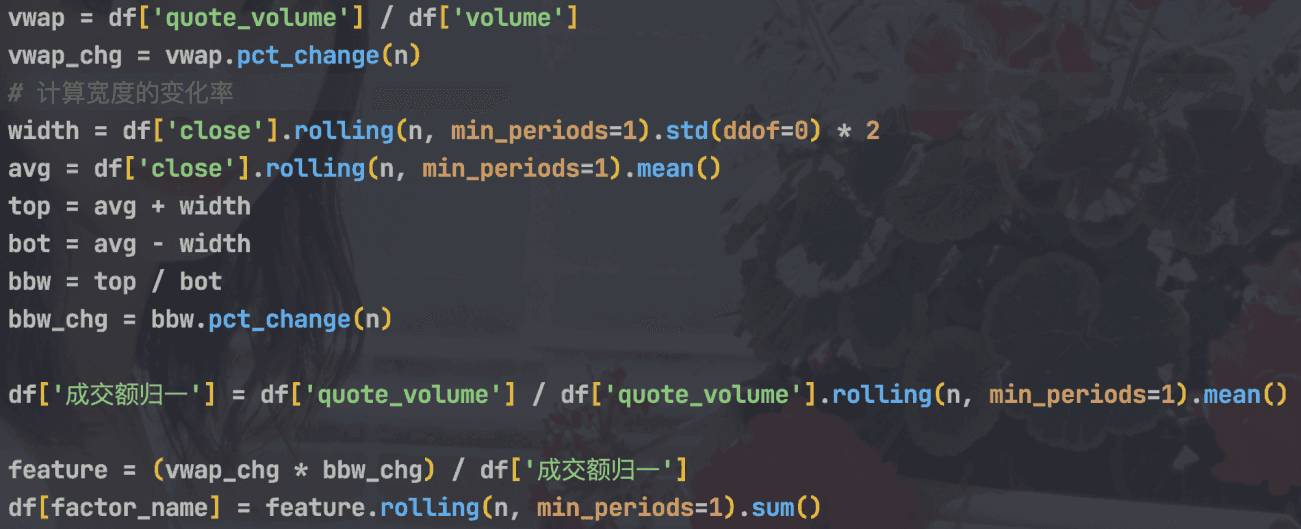 vwap = df['quote_volume'] / df['volume']
vwap_chg = vwap.pct_change(n)
# 计算宽度的变化率
width = df['close'].rolling(n, min_periods=1).std(ddof=0) * 2
avg = df['close'].rolling(n, min_periods=1).mean()
top = avg + width
bot = avg - width
bbw = top / bot
bbw_chg = bbw.pct_change(n)
df['成交额归一'] = df['quote_volume'] / df['quote_volume'].rolling(n, min_periods=1).mean()
feature = (vwap_chg * bbw_chg) / df['成交额归一']
df[factor_name] = feature.rolling(n, min_periods=1).sum()